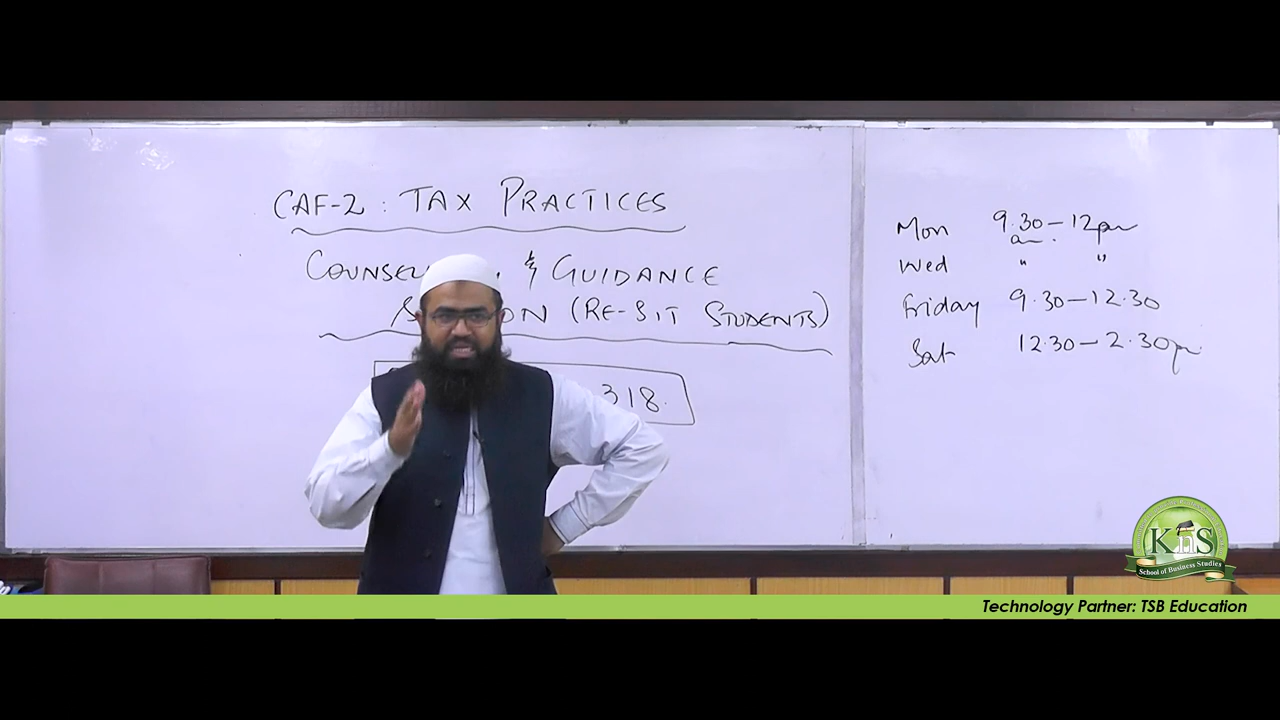 CAF-2 : TAX PRACTICES
& GUIDANCE
(RE-SIT STUDENTS)
318.
Mon 9.30 – 12pm
am.
Wed " "
Friday 9.30 – 12.30
Sat 12.30 – 2.30pm
KnS
School of Business Studies
Technology Partner: TSB Education